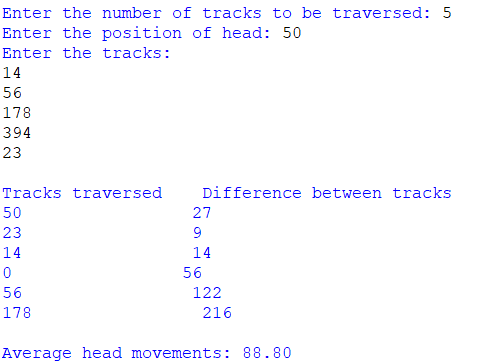 Enter the number of tracks to be traversed: 5
Enter the position of head: 50
Enter the tracks:
14
56
178
394
23
Tracks traversed    Difference between tracks
50                 27
23                 9
14                 14
0                 56
56                 122
178                 216
Average head movements: 88.80